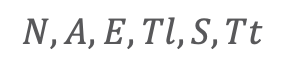 N, A, E, Tl, S, Tt